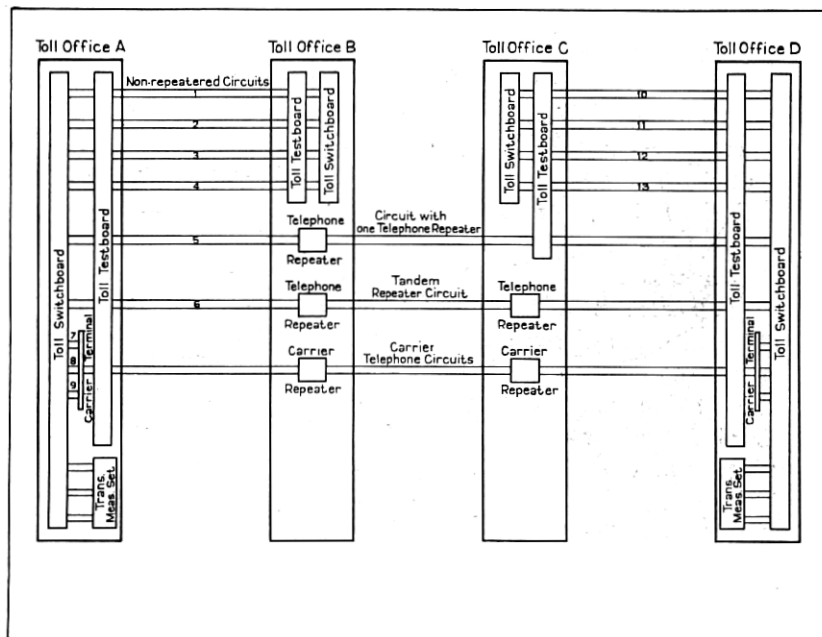 Toll Office A
Toll Office B
Toll Office C
Toll Office D
Non-repeatered Circuits
1
2
3
4
5
6
7
8
9
10
11
12
13
Toll Switchboard
Toll Testboard
Carrier Terminal
Trans.
Meas. Set
Toll Testboard
Toll Switchboard
Telephone
Repeater
Circuit with
one Telephone Repeater
Telephone
Repeater
Tandem
Repeater Circuit
Telephone
Repeater
Carrier
Repeater
Carrier
Telephone Circuits
Carrier
Repeater
Toll Switchboard
Toll Testboard
Toll Testboard
Toll Switchboard
Carrier Terminal
Trans.
Meas. Set